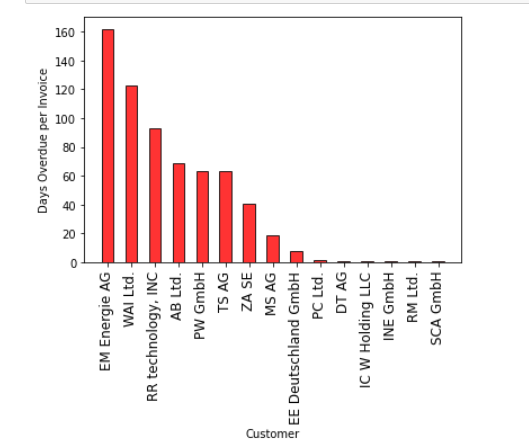 Days Overdue per Invoice
160
140
120
100
80
60
40
20
0
EM Energie AG
WAI Ltd.
RR technology, INC
AB Ltd.
PW GmbH
TS AG
ZA SE
MS AG
EE Deutschland GmbH
PC Ltd.
DT AG
IC W Holding LLC
INE GmbH
RM Ltd.
SCA GmbH
Customer